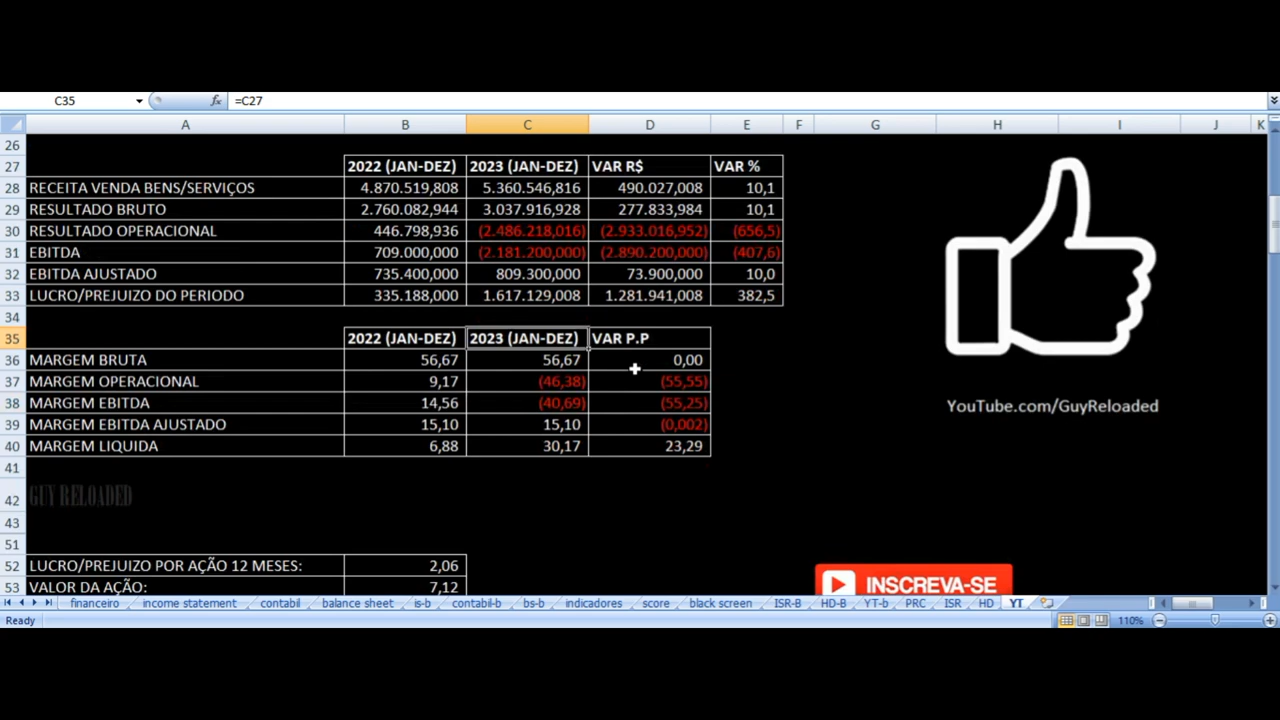 C35 fx =C27
A B C D E F G H I J K
26
27 2022 (JAN-DEZ) 2023 (JAN-DEZ) VAR R$ VAR %
28 RECEITA VENDA BENS/SERVIÇOS 4.870.519,808 5.360.546,816 490.027,008 10,1
29 RESULTADO BRUTO 2.760.082,944 3.037.916,928 277.833,984 10,1
30 RESULTADO OPERACIONAL 446.798,936 (2.486.218,016) (2.933.016,952) (656,5)
31 EBITDA 709.000,000 (2.181.200,000) (2.890.200,000) (407,6)
32 EBITDA AJUSTADO 735.400,000 809.300,000 73.900,000 10,0
33 LUCRO/PREJUIZO DO PERIODO 335.188,000 1.617.129,008 1.281.941,008 382,5
34
35 2022 (JAN-DEZ) 2023 (JAN-DEZ) VAR P.P
36 MARGEM BRUTA 56,67 56,67 0,00
37 MARGEM OPERACIONAL 9,17 (46,38) (55,55)
38 MARGEM EBITDA 14,56 (40,69) (55,25)
YouTube.com/GuyReloaded
39 MARGEM EBITDA AJUSTADO 15,10 15,10 (0,002)
40 MARGEM LIQUIDA 6,88 30,17 23,29
41
42 GUY RELOADED
43
51
52 LUCRO/PREJUIZO POR AÇÃO 12 MESES: 2,06
53 VALOR DA AÇÃO: 7,12
INSCREVA-SE
financeiro income statement contabil balance sheet is-b contabil-b bs-b indicadores score black screen ISR-B HD-B YT-b PRC ISR HD YT
Ready 110%